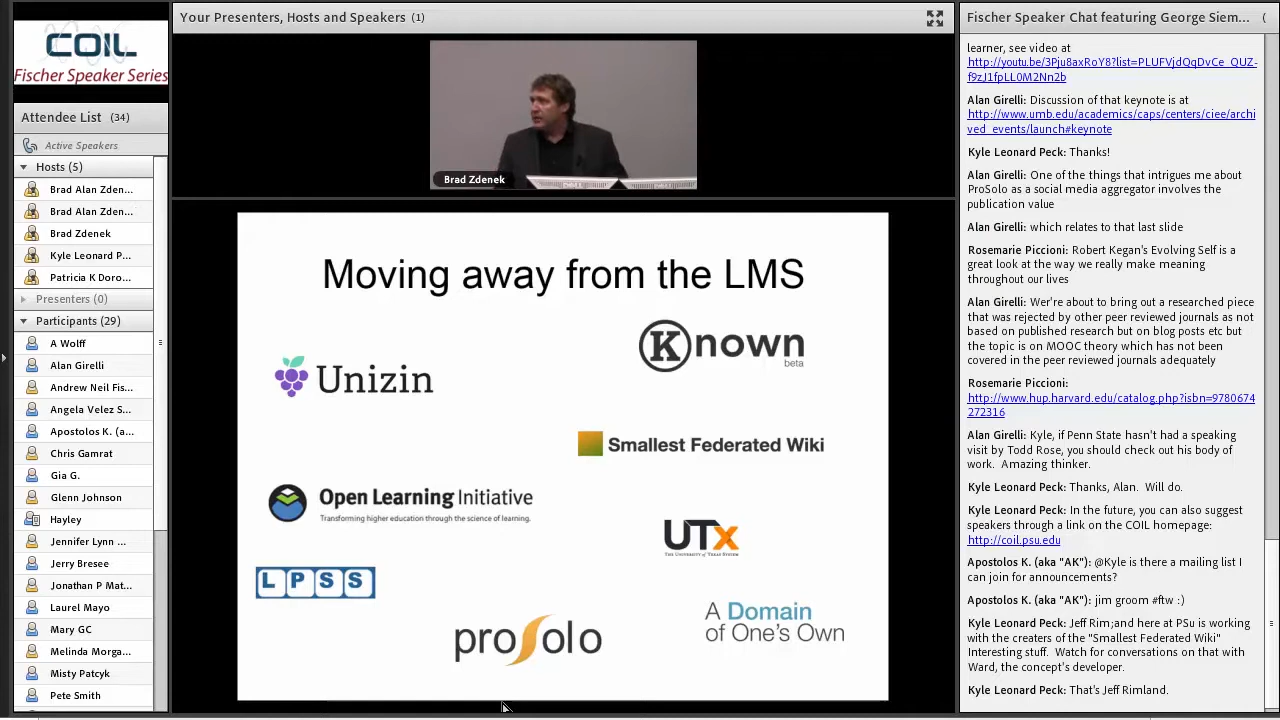 COIL
Fischer Speaker Series
Attendee List (34)
Active Speakers
Hosts (5)
Brad Alan Zden...
Brad Alan Zden...
Brad Zdenek
Kyle Leonard P...
Patricia K Doro...
Presenters (0)
Participants (29)
A Wolff
Alan Girelli
Andrew Neil Fis...
Angela Velez S...
Apostolos K. (a...
Chris Gamrat
Gia G.
Glenn Johnson
Hayley
Jennifer Lynn ...
Jerry Bresee
Jonathan P Mat...
Laurel Mayo
Mary GC
Melinda Morga...
Misty Patcyk
Pete Smith
Your Presenters, Hosts and Speakers (1)
Brad Zdenek
Moving away from the LMS
Unizin
Known
beta
Smallest Federated Wiki
Open Learning Initiative
Transforming higher education through the science of learning.
UTx
THE UNIVERSITY OF TEXAS SYSTEM
LPSS
proSolo
A Domain
of One's Own
Fischer Speaker Chat featuring George Siem... (
learner, see video at
http://youtu.be/3Pju8axRoY8?list=PLUFVjdQqDvCe_QUZ-
f9zJ1fpLL0M2Nn2b
Alan Girelli: Discussion of that keynote is at
http://www.umb.edu/academics/caps/centers/ciee/archi
ved_events/launch#keynote
Kyle Leonard Peck: Thanks!
Alan Girelli: One of the things that intrigues me about
ProSolo as a social media aggregator involves the
publication value
Alan Girelli: which relates to that last slide
Rosemarie Piccioni: Robert Kegan's Evolving Self is a
great look at the way we really make meaning
throughout our lives
Alan Girelli: Wer're about to bring out a researched piece
that was rejected by other peer reviewed journals as not
based on published research but on blog posts etc but
the topic is on MOOC theory which has not been
covered in the peer reviewed journals adequately
Rosemarie Piccioni:
http://www.hup.harvard.edu/catalog.php?isbn=9780674
272316
Alan Girelli: Kyle, if Penn State hasn't had a speaking
visit by Todd Rose, you should check out his body of
work. Amazing thinker.
Kyle Leonard Peck: Thanks, Alan. Will do.
Kyle Leonard Peck: In the future, you can also suggest
speakers through a link on the COIL homepage:
http://coil.psu.edu
Apostolos K. (aka "AK"): @Kyle is there a mailing list I
can join for announcements?
Apostolos K. (aka "AK"): jim groom #ftw :)
Kyle Leonard Peck: Jeff Rim;and here at PSu is working
with the creators of the "Smallest Federated Wiki"
Interesting stuff. Watch for conversations on that with
Ward, the concept's developer.
Kyle Leonard Peck: That's Jeff Rimland.